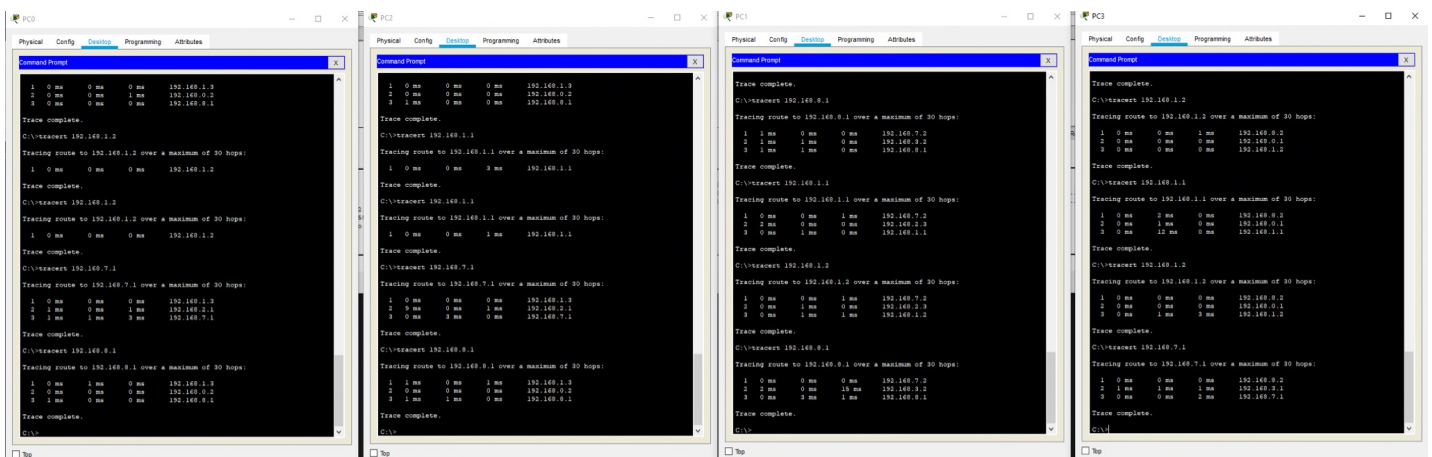 PC0
Physical Config Desktop Programming Attributes
Command Prompt X
1 0 ms 0 ms 0 ms 192.168.1.3
2 0 ms 0 ms 1 ms 192.168.0.2
3 0 ms 0 ms 0 ms 192.168.8.1
Trace complete.
C:\>tracert 192.168.1.2
Tracing route to 192.168.1.2 over a maximum of 30 hops:
1 0 ms 0 ms 0 ms 192.168.1.2
Trace complete.
C:\>tracert 192.168.1.2
Tracing route to 192.168.1.2 over a maximum of 30 hops:
1 0 ms 0 ms 0 ms 192.168.1.2
Trace complete.
C:\>tracert 192.168.7.1
Tracing route to 192.168.7.1 over a maximum of 30 hops:
1 0 ms 0 ms 0 ms 192.168.1.3
2 1 ms 0 ms 1 ms 192.168.2.1
3 1 ms 1 ms 3 ms 192.168.7.1
Trace complete.
C:\>tracert 192.168.8.1
Tracing route to 192.168.8.1 over a maximum of 30 hops:
1 0 ms 1 ms 0 ms 192.168.1.3
2 0 ms 0 ms 0 ms 192.168.0.2
3 1 ms 0 ms 0 ms 192.168.8.1
Trace complete.
C:\>
Top
PC2
Physical Config Desktop Programming Attributes
Command Prompt X
1 0 ms 0 ms 0 ms 192.168.1.3
2 0 ms 0 ms 0 ms 192.168.0.2
3 1 ms 0 ms 0 ms 192.168.8.1
Trace complete.
C:\>tracert 192.168.1.1
Tracing route to 192.168.1.1 over a maximum of 30 hops:
1 0 ms 0 ms 3 ms 192.168.1.1
Trace complete.
C:\>tracert 192.168.1.1
Tracing route to 192.168.1.1 over a maximum of 30 hops:
1 0 ms 0 ms 1 ms 192.168.1.1
Trace complete.
C:\>tracert 192.168.7.1
Tracing route to 192.168.7.1 over a maximum of 30 hops:
1 0 ms 0 ms 0 ms 192.168.1.3
2 9 ms 0 ms 1 ms 192.168.2.1
3 0 ms 3 ms 0 ms 192.168.7.1
Trace complete.
C:\>tracert 192.168.8.1
Tracing route to 192.168.8.1 over a maximum of 30 hops:
1 1 ms 0 ms 1 ms 192.168.1.3
2 0 ms 0 ms 0 ms 192.168.0.2
3 1 ms 1 ms 0 ms 192.168.8.1
Trace complete.
C:\>
Top
PC1
Physical Config Desktop Programming Attributes
Command Prompt X
Trace complete.
C:\>tracert 192.168.8.1
Tracing route to 192.168.8.1 over a maximum of 30 hops:
1 1 ms 0 ms 0 ms 192.168.7.2
2 1 ms 1 ms 0 ms 192.168.3.2
3 1 ms 1 ms 0 ms 192.168.8.1
Trace complete.
C:\>tracert 192.168.1.1
Tracing route to 192.168.1.1 over a maximum of 30 hops:
1 0 ms 0 ms 1 ms 192.168.7.2
2 2 ms 0 ms 0 ms 192.168.2.3
3 0 ms 1 ms 0 ms 192.168.1.1
Trace complete.
C:\>tracert 192.168.1.2
Tracing route to 192.168.1.2 over a maximum of 30 hops:
1 0 ms 0 ms 1 ms 192.168.7.2
2 0 ms 1 ms 0 ms 192.168.2.3
3 0 ms 1 ms 1 ms 192.168.1.2
Trace complete.
C:\>tracert 192.168.8.1
Tracing route to 192.168.8.1 over a maximum of 30 hops:
1 0 ms 0 ms 0 ms 192.168.7.2
2 2 ms 0 ms 15 ms 192.168.3.2
3 0 ms 3 ms 1 ms 192.168.8.1
Trace complete.
C:\>
Top
PC3
Physical Config Desktop Programming Attributes
Command Prompt X
Trace complete.
C:\>tracert 192.168.1.2
Tracing route to 192.168.1.2 over a maximum of 30 hops:
1 0 ms 0 ms 1 ms 192.168.8.2
2 0 ms 0 ms 0 ms 192.168.0.1
3 0 ms 0 ms 0 ms 192.168.1.2
Trace complete.
C:\>tracert 192.168.1.1
Tracing route to 192.168.1.1 over a maximum of 30 hops:
1 0 ms 2 ms 0 ms 192.168.8.2
2 0 ms 1 ms 0 ms 192.168.0.1
3 0 ms 12 ms 0 ms 192.168.1.1
Trace complete.
C:\>tracert 192.168.1.2
Tracing route to 192.168.1.2 over a maximum of 30 hops:
1 0 ms 0 ms 0 ms 192.168.8.2
2 0 ms 0 ms 0 ms 192.168.0.1
3 0 ms 1 ms 3 ms 192.168.1.2
Trace complete.
C:\>tracert 192.168.7.1
Tracing route to 192.168.7.1 over a maximum of 30 hops:
1 0 ms 0 ms 0 ms 192.168.8.2
2 1 ms 1 ms 1 ms 192.168.3.1
3 0 ms 0 ms 2 ms 192.168.7.1
Trace complete.
C:\>
Top